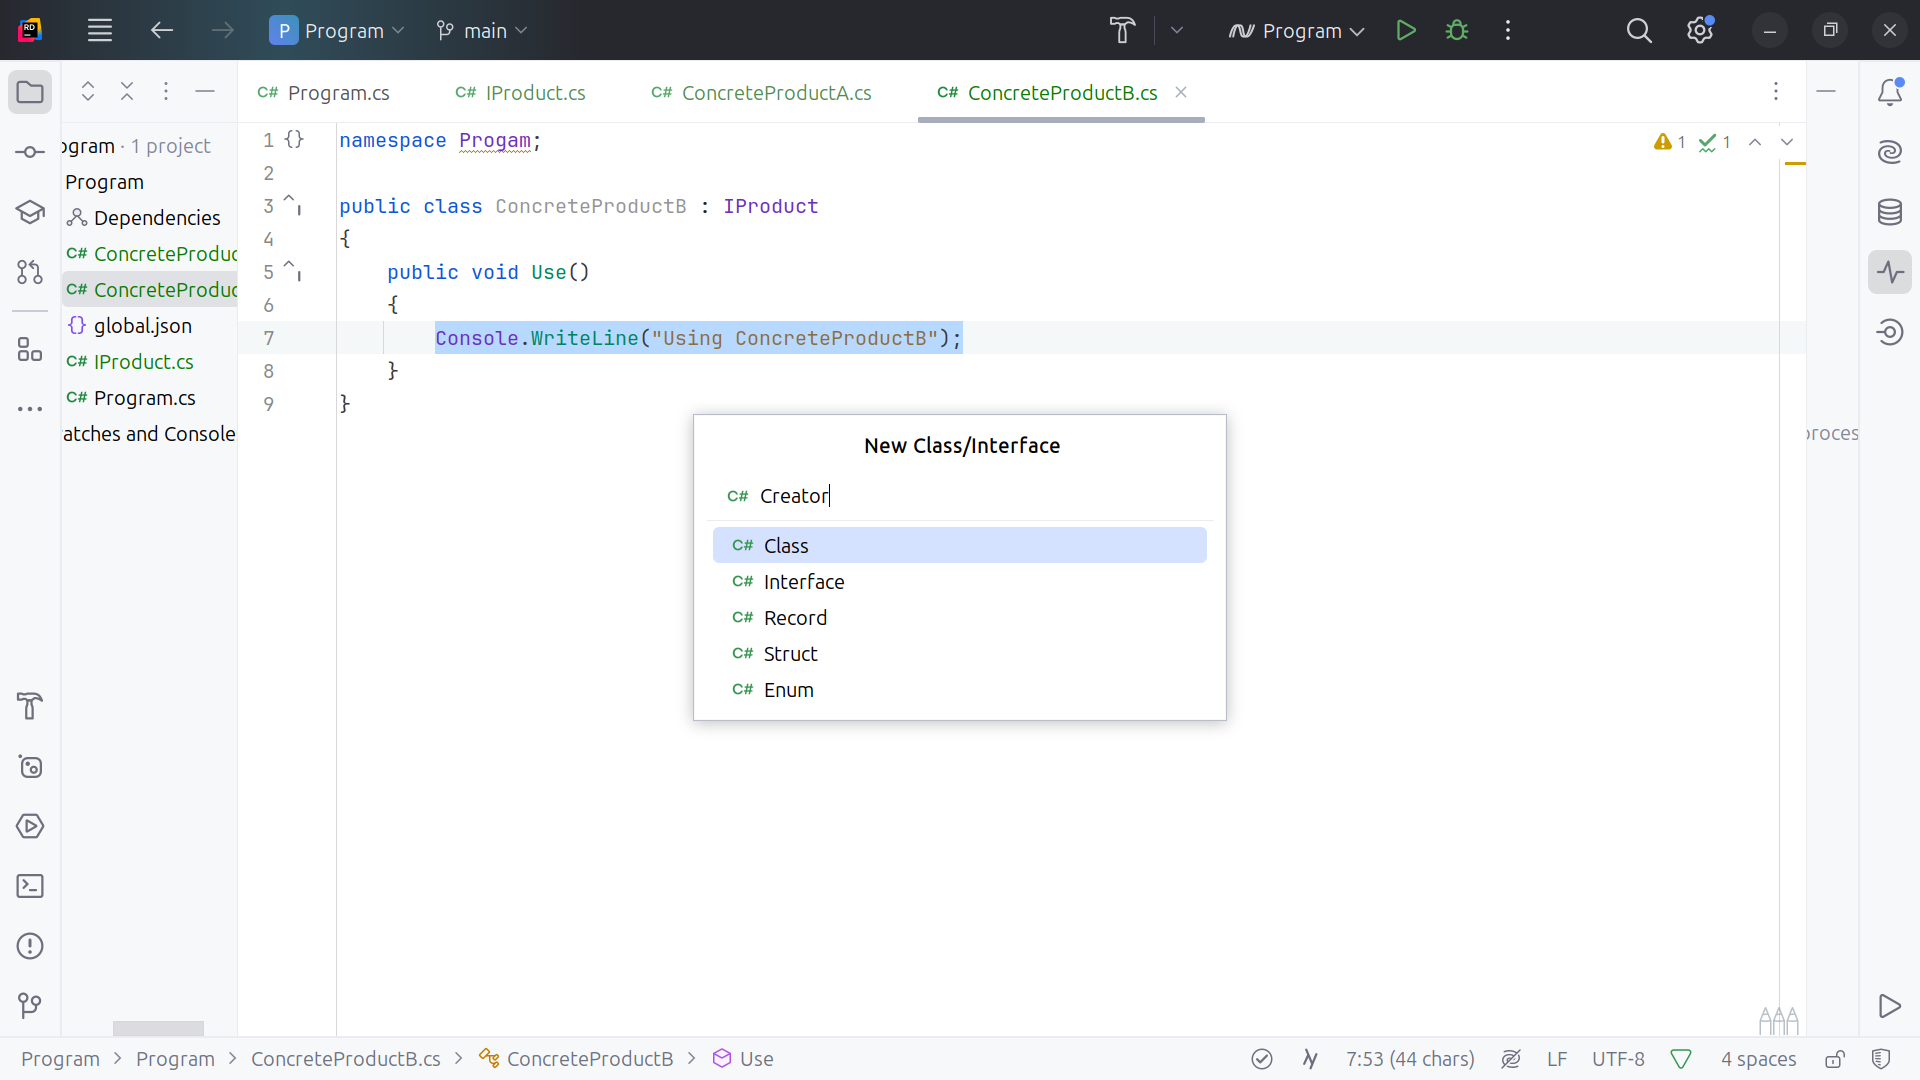 RD
P Program
main
Program
C# Program.cs
C# IProduct.cs
C# ConcreteProductA.cs
C# ConcreteProductB.cs
ogram · 1 project
Program
Dependencies
C# ConcreteProduc
C# ConcreteProduc
{} global.json
C# IProduct.cs
C# Program.cs
atches and Console
1 {} namespace Progam;
2
3 public class ConcreteProductB : IProduct
4 {
5 public void Use()
6 {
7 Console.WriteLine("Using ConcreteProductB");
8 }
9 }
1 1
New Class/Interface
C# Creator
C# Class
C# Interface
C# Record
C# Struct
C# Enum
proces
Program > Program > ConcreteProductB.cs > ConcreteProductB > Use
7:53 (44 chars) LF UTF-8 4 spaces